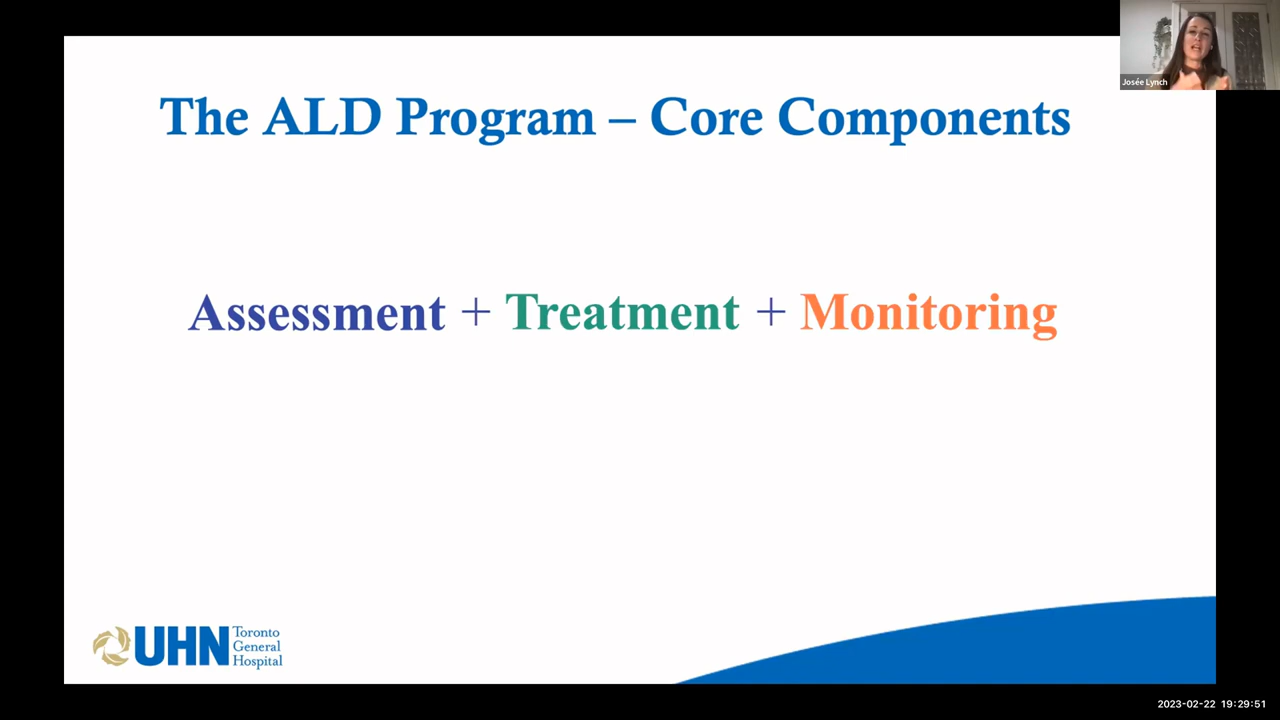 Josée Lynch
The ALD Program – Core Components
Assessment + Treatment + Monitoring
UHN
Toronto
General
Hospital
2023-02-22 19:29:51